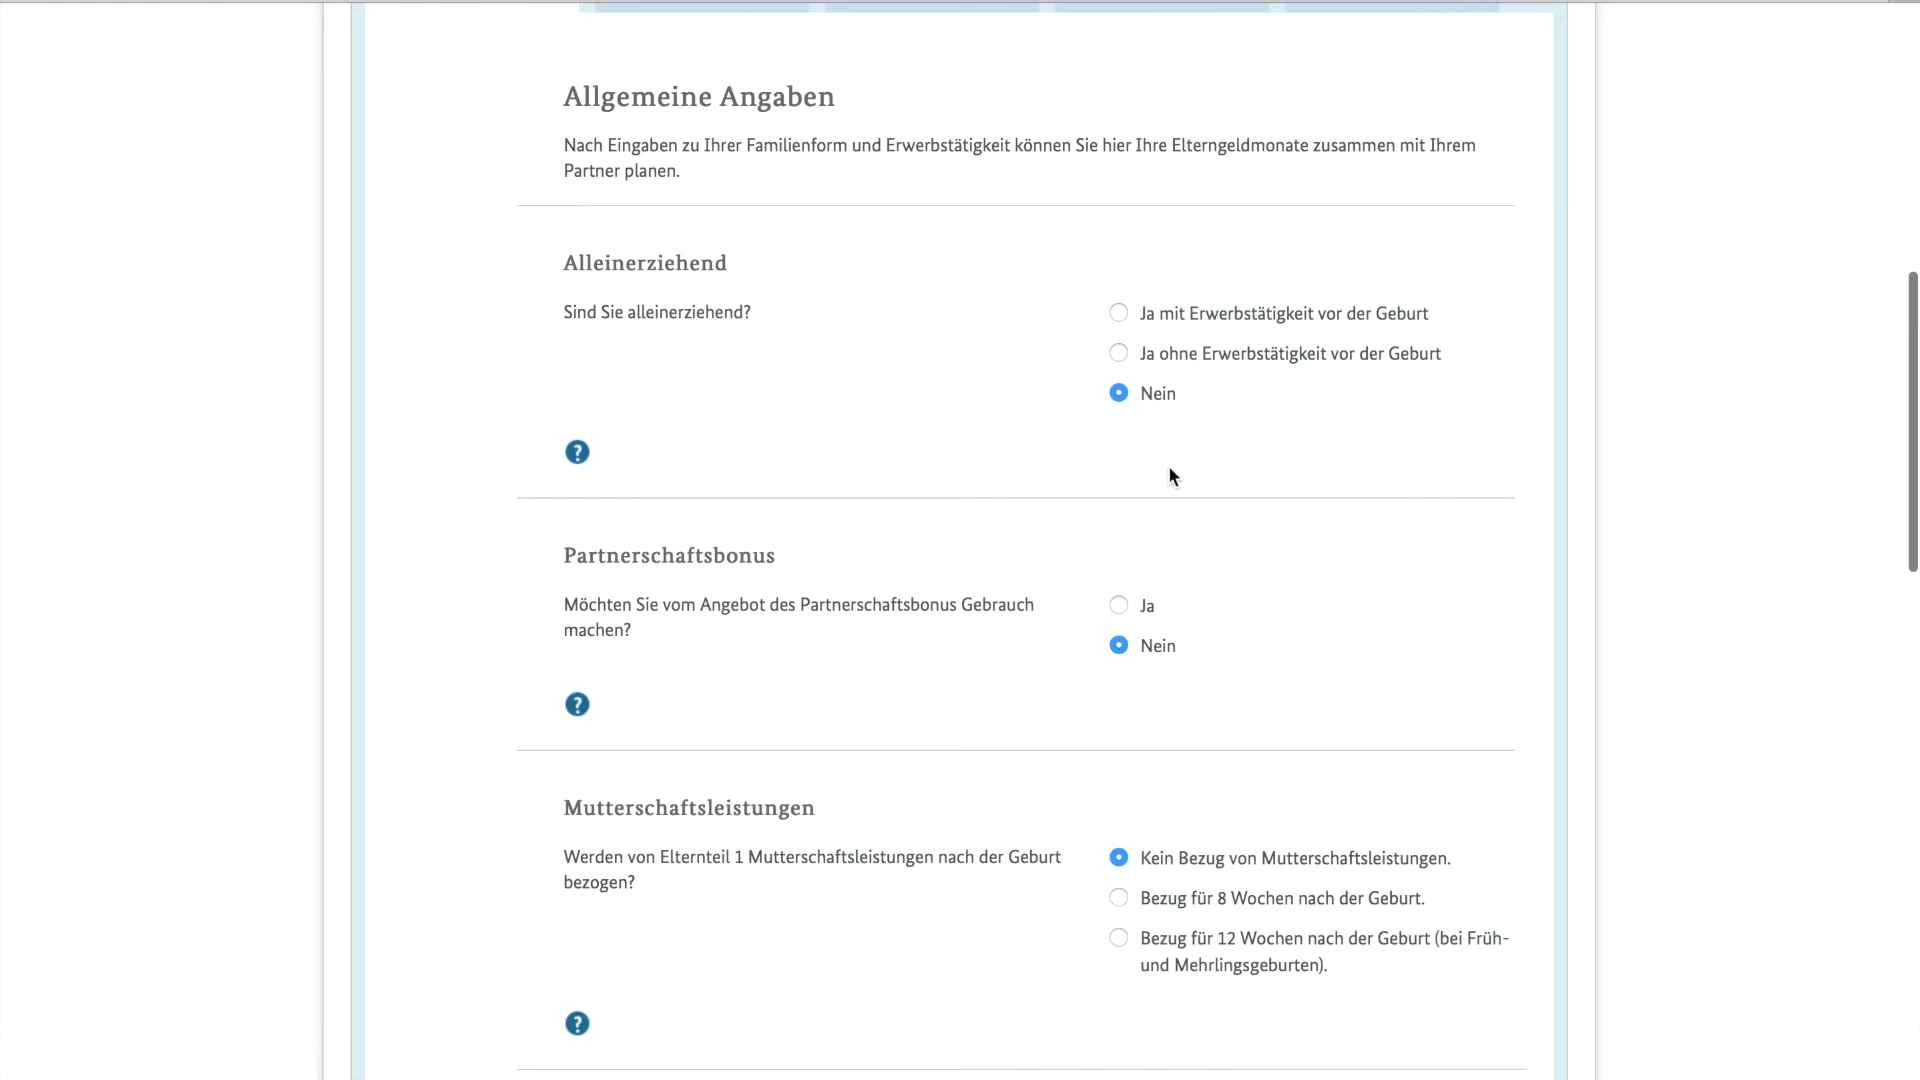 Allgemeine Angaben
Nach Eingaben zu Ihrer Familienform und Erwerbstätigkeit können Sie hier Ihre Elterngeldmonate zusammen mit Ihrem
Partner planen.
Alleinerziehend
Sind Sie alleinerziehend?
Ja mit Erwerbstätigkeit vor der Geburt
Ja ohne Erwerbstätigkeit vor der Geburt
Nein
?
Partnerschaftsbonus
Möchten Sie vom Angebot des Partnerschaftsbonus Gebrauch
machen?
Ja
Nein
?
Mutterschaftsleistungen
Werden von Elternteil 1 Mutterschaftsleistungen nach der Geburt
bezogen?
Kein Bezug von Mutterschaftsleistungen.
Bezug für 8 Wochen nach der Geburt.
Bezug für 12 Wochen nach der Geburt (bei Früh-
und Mehrlingsgeburten).
?